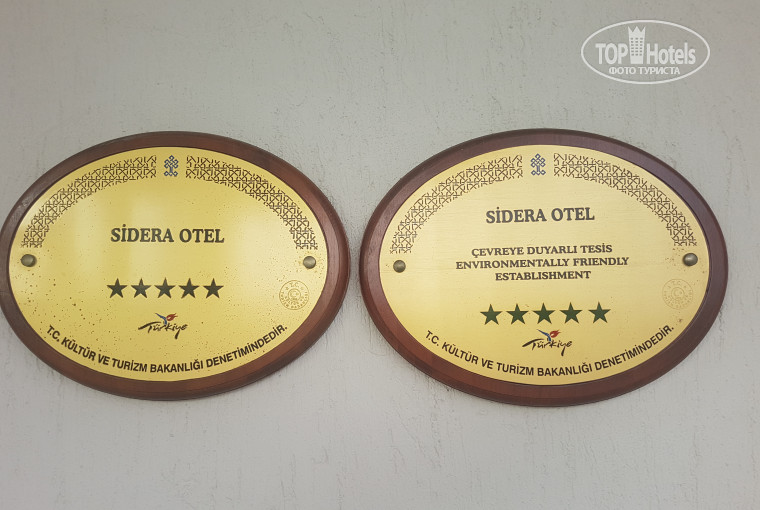 TOP Hotels
ФОТО ТУРИСТА
SİDERA OTEL
Türkiye
T.C. KÜLTÜR VE TURİZM BAKANLIĞI DENETİMİNDEDİR.
SİDERA OTEL
ÇEVREYE DUYARLI TESİS
ENVIRONMENTALLY FRIENDLY
ESTABLISHMENT
Türkiye
T.C. KÜLTÜR VE TURİZM BAKANLIĞI DENETİMİNDEDİR.